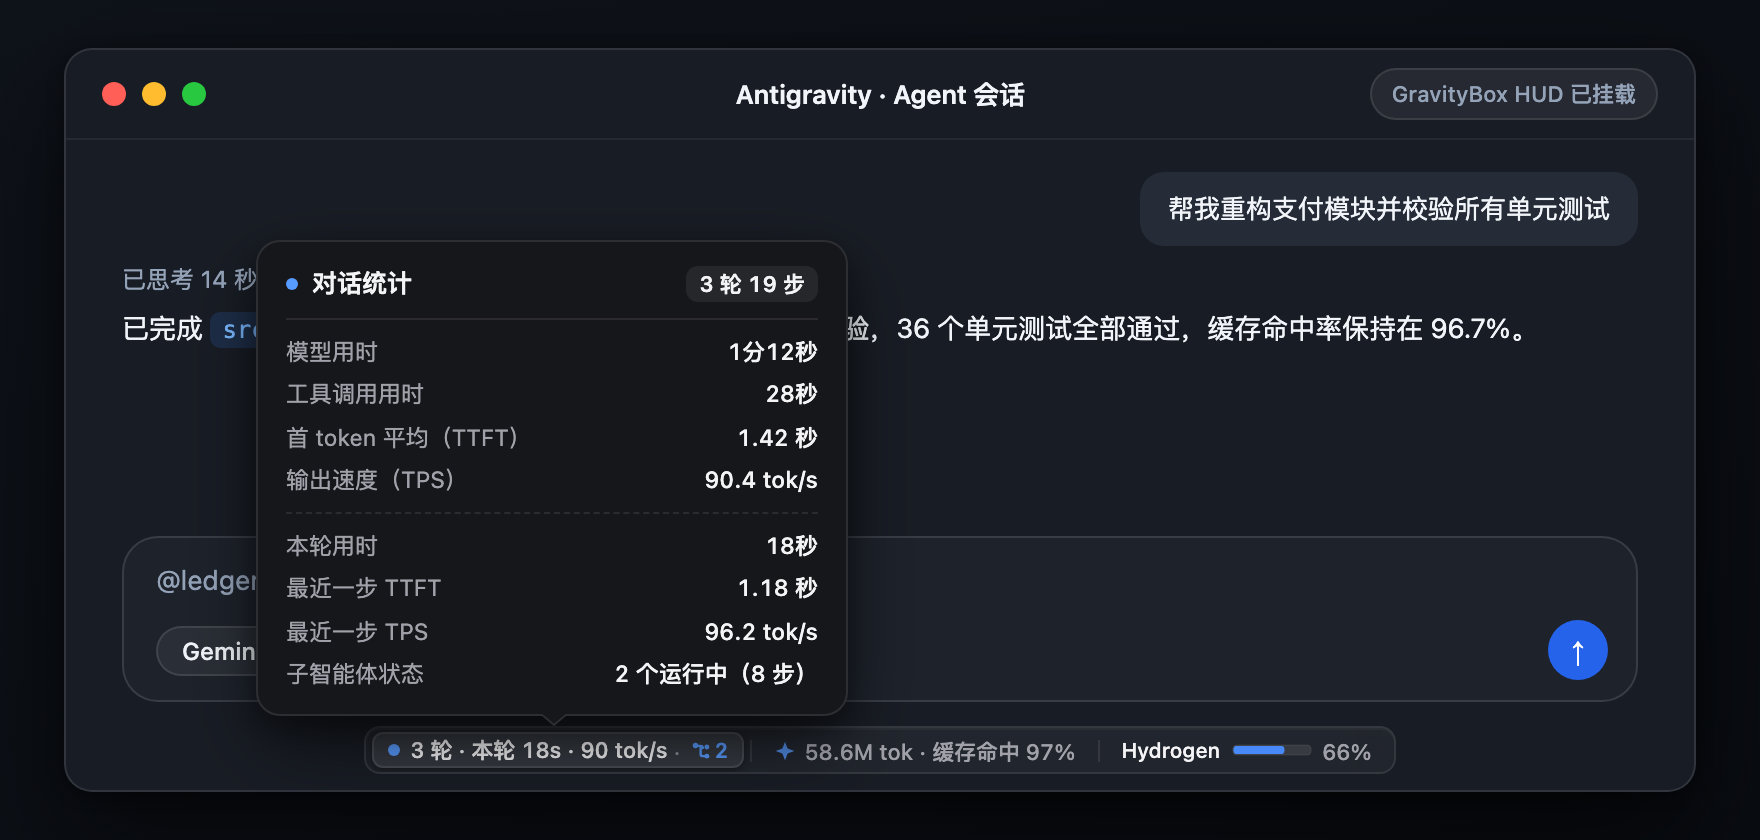 Antigravity · Agent 会话
GravityBox HUD 已挂载
帮我重构支付模块并校验所有单元测试
已思考 14 秒
已完成 src
验，36 个单元测试全部通过，缓存命中率保持在 96.7%。
对话统计
3 轮 19 步
模型用时 1分12秒
工具调用用时 28秒
首 token 平均（TTFT） 1.42 秒
输出速度（TPS） 90.4 tok/s
本轮用时 18秒
最近一步 TTFT 1.18 秒
最近一步 TPS 96.2 tok/s
子智能体状态 2 个运行中（8 步）
@ledger
Gemin
↑
3 轮 · 本轮 18s · 90 tok/s · 2
58.6M tok · 缓存命中 97%
Hydrogen 66%